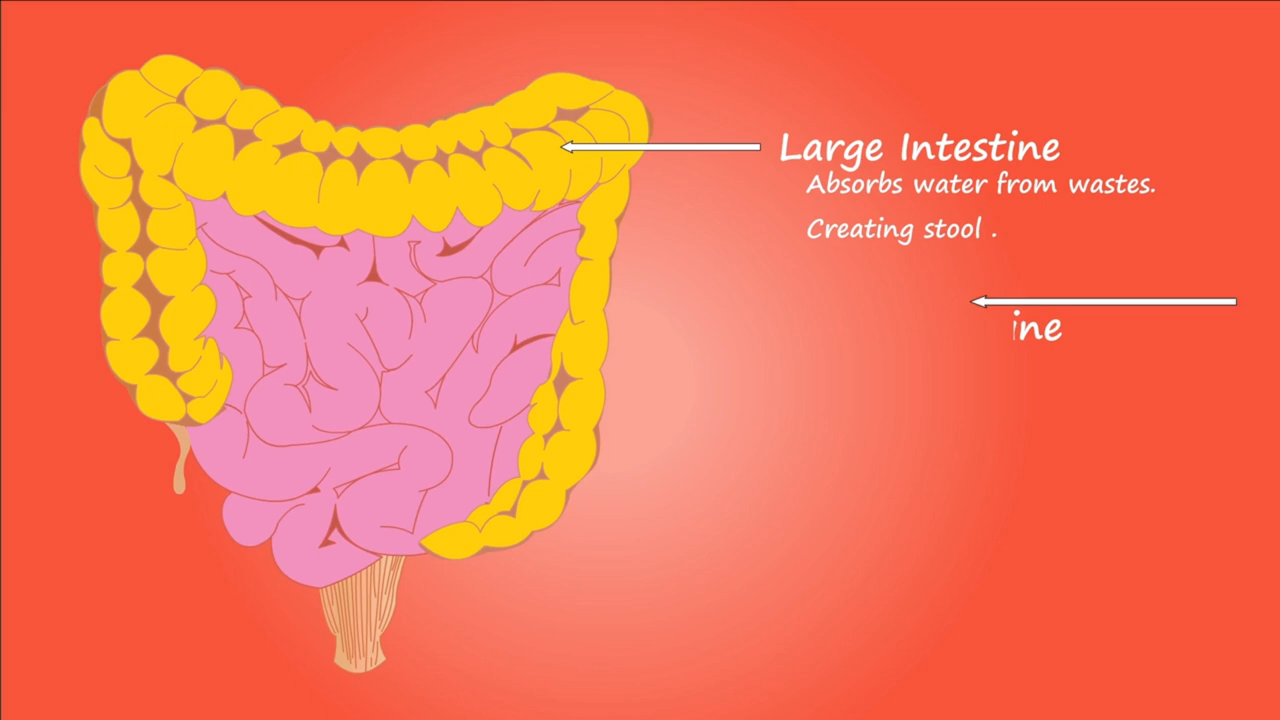 Large Intestine
Absorbs water from wastes.
Creating stool .
ine